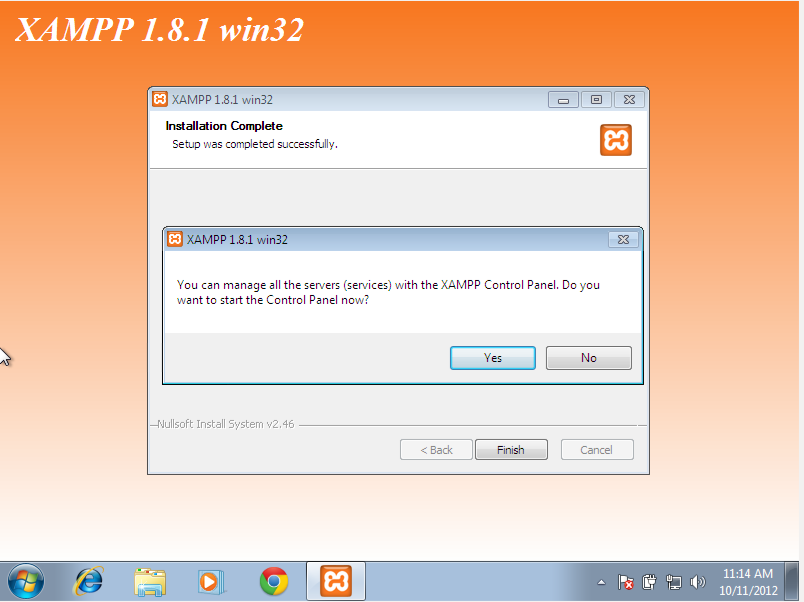 XAMPP 1.8.1 win32
XAMPP 1.8.1 win32
Installation Complete
Setup was completed successfully.
XAMPP 1.8.1 win32
You can manage all the servers (services) with the XAMPP Control Panel. Do you
want to start the Control Panel now?
Yes No
Nullsoft Install System v2.46
< Back Finish Cancel
11:14 AM
10/11/2012